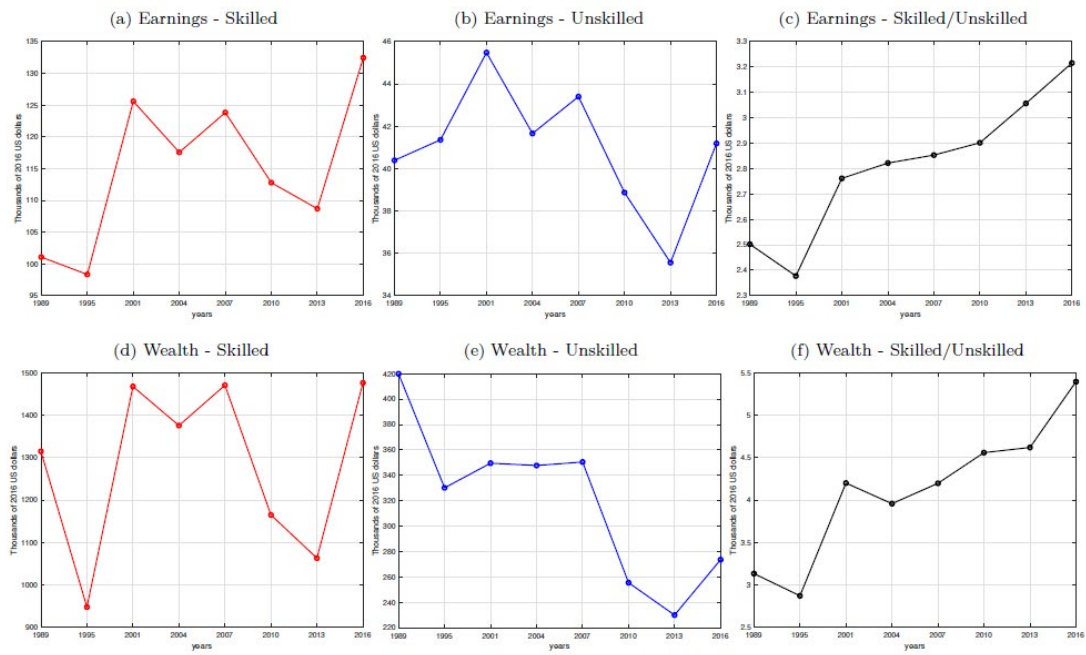 (a) Earnings - Skilled
135
130
125
120
115
110
105
100
95
Thousands of 2016 US dollars
1989 1995 2001 2004 2007 2010 2013 2016
years
(b) Earnings - Unskilled
46
44
42
40
38
36
34
Thousands of 2016 US dollars
1989 1995 2001 2004 2007 2010 2013 2016
years
(c) Earnings - Skilled/Unskilled
3.3
3.2
3.1
3
2.9
2.8
2.7
2.6
2.5
2.4
2.3
Thousands of 2016 US dollars
1989 1995 2001 2004 2007 2010 2013 2016
years
(d) Wealth - Skilled
1500
1400
1300
1200
1100
1000
900
Thousands of 2016 US dollars
1989 1995 2001 2004 2007 2010 2013 2016
years
(e) Wealth - Unskilled
420
400
380
360
340
320
300
280
260
240
220
Thousands of 2016 US dollars
1989 1995 2001 2004 2007 2010 2013 2016
years
(f) Wealth - Skilled/Unskilled
5.5
5
4.5
4
3.5
3
2.5
Thousands of 2016 US dollars
1989 1995 2001 2004 2007 2010 2013 2016
years